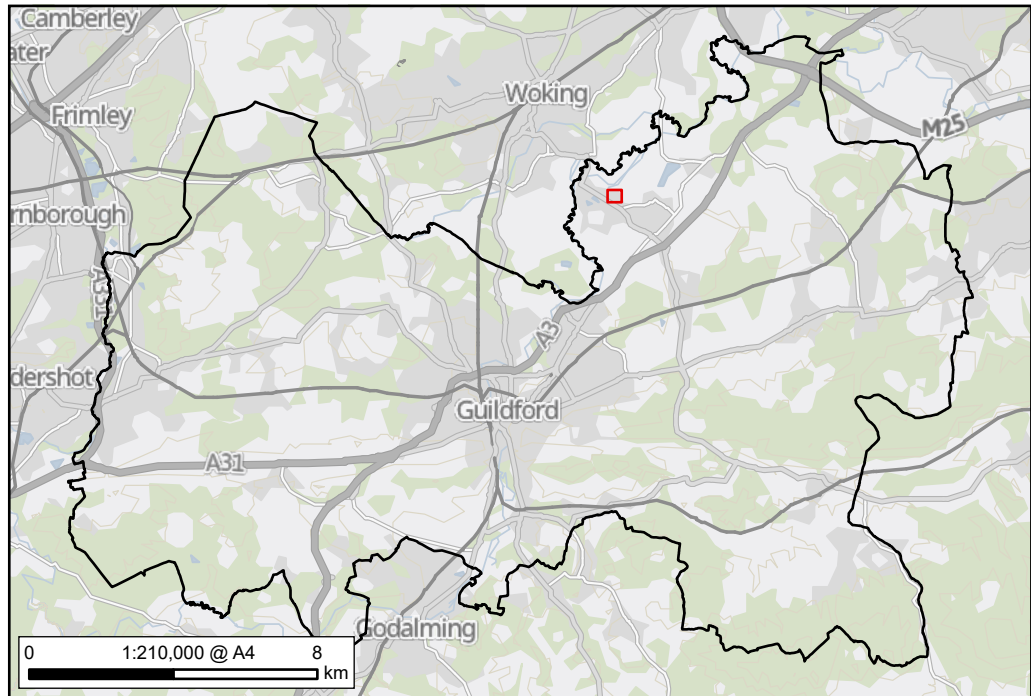 Camberley
ater
Frimley
Woking
M25
rnborough
A331
A3
dershot
Guildford
A31
Godalming
0 1:210,000 @ A4 8
km